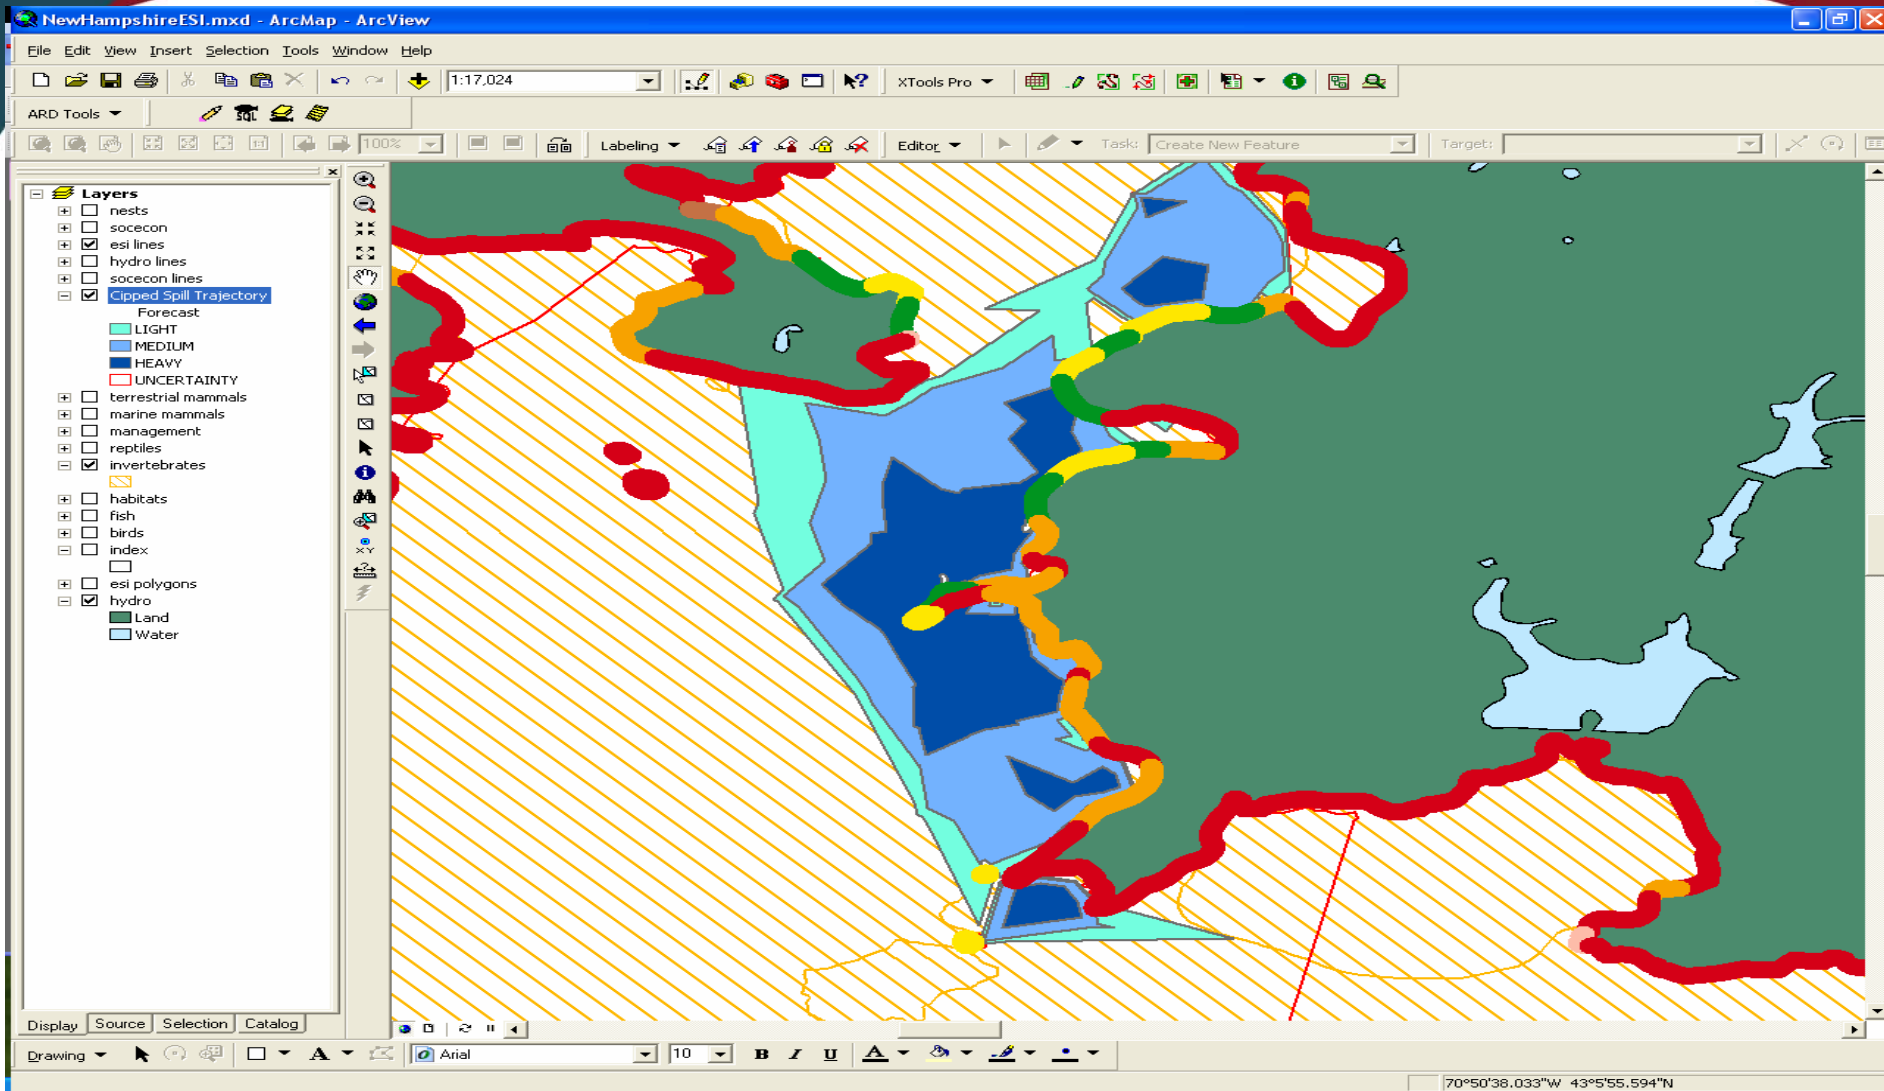 NewHampshireESI.mxd - ArcMap - ArcView
File Edit View Insert Selection Tools Window Help
1:17,024
XTools Pro
ARD Tools
SQL
100%
Labeling
Editor
Task: Create New Feature
Target:
Layers
nests
socecon
esi lines
hydro lines
socecon lines
Cipped Spill Trajectory
Forecast
LIGHT
MEDIUM
HEAVY
UNCERTAINTY
terrestrial mammals
marine mammals
management
reptiles
invertebrates
habitats
fish
birds
index
esi polygons
hydro
Land
Water
XY
Display Source Selection Catalog
Drawing A Arial 10 B I U A
70°50'38.033"W 43°5'55.594"N